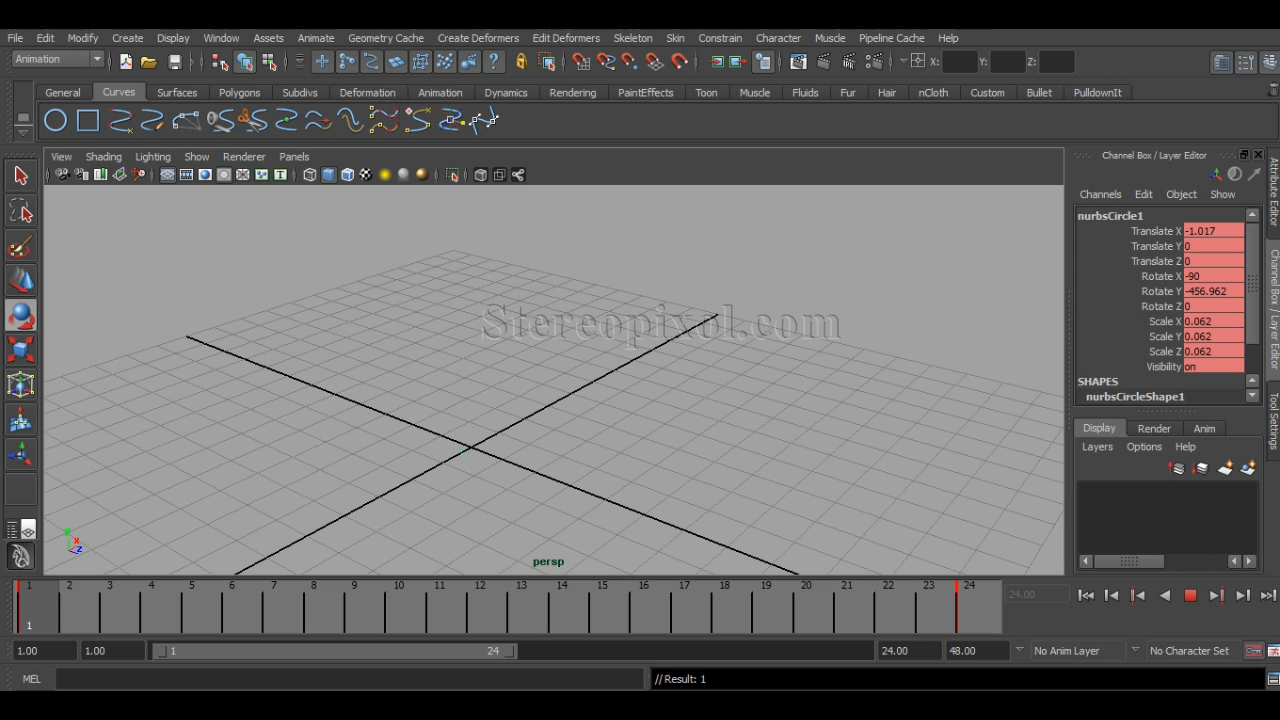 File Edit Modify Create Display Window Assets Animate Geometry Cache Create Deformers Edit Deformers Skeleton Skin Constrain Character Muscle Pipeline Cache Help
Animation X: Y: Z:
General Curves Surfaces Polygons Subdivs Deformation Animation Dynamics Rendering PaintEffects Toon Muscle Fluids Fur Hair nCloth Custom Bullet PulldownIt
View Shading Lighting Show Renderer Panels
Channel Box / Layer Editor
Channels Edit Object Show
nurbsCircle1
Translate X -1.017
Translate Y 0
Translate Z 0
Rotate X -90
Rotate Y -456.962
Rotate Z 0
Scale X 0.062
Scale Y 0.062
Scale Z 0.062
Visibility on
SHAPES
nurbsCircleShape1
Display Render Anim
Layers Options Help
Attribute Editor
Channel Box / Layer Editor
Tool Settings
Stereopixol.com
Y X Z
persp
1 2 3 4 5 6 7 8 9 10 11 12 13 14 15 16 17 18 19 20 21 22 23 24
24.00
1
1.00 1.00 1 24 24.00 48.00 No Anim Layer No Character Set
MEL // Result: 1